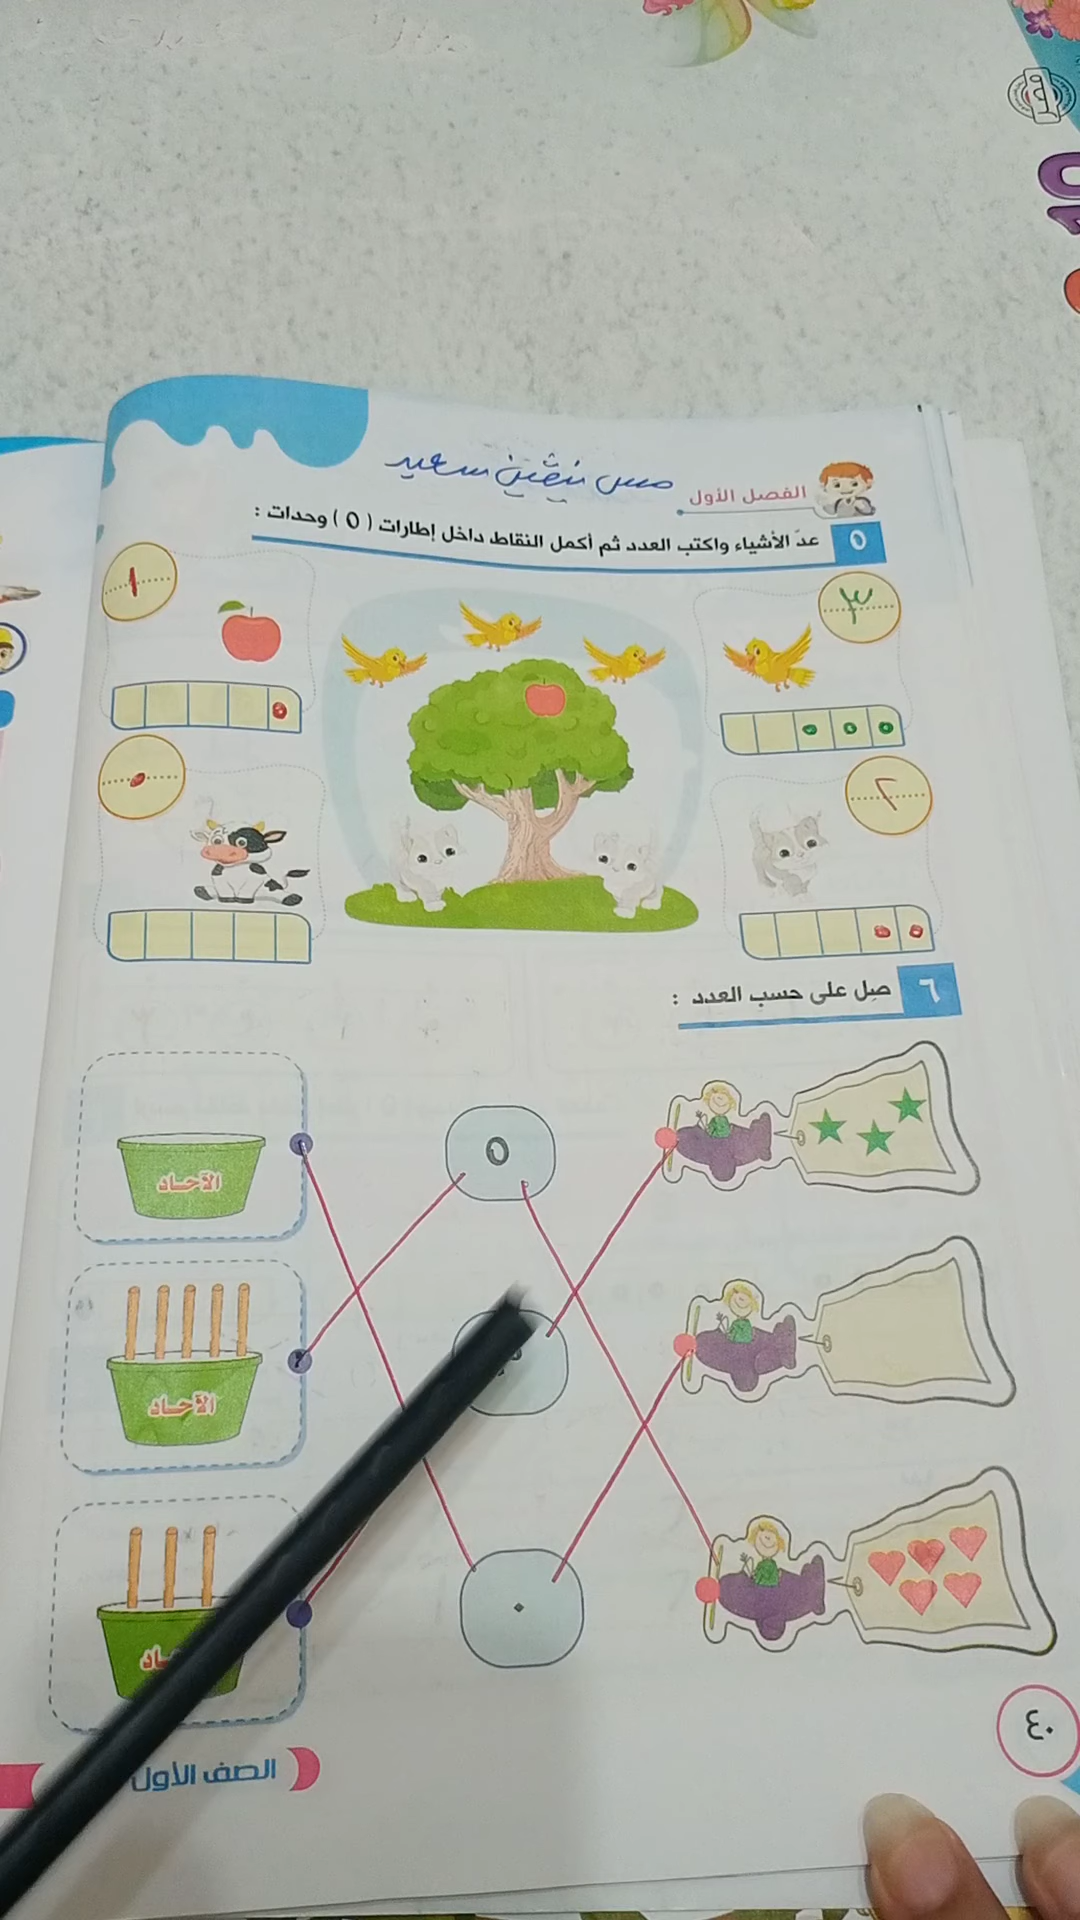 مس نيڤين سعيد
الفصل الأول
٥ عدّ الأشياء واكتب العدد ثم أكمل النقاط داخل إطارات ( ٥ ) وحدات :
١
٣
٠
٢
٦ صِل على حسب العدد :
الآحاد
٥
الآحاد
٠
٤٠
الصف الأول